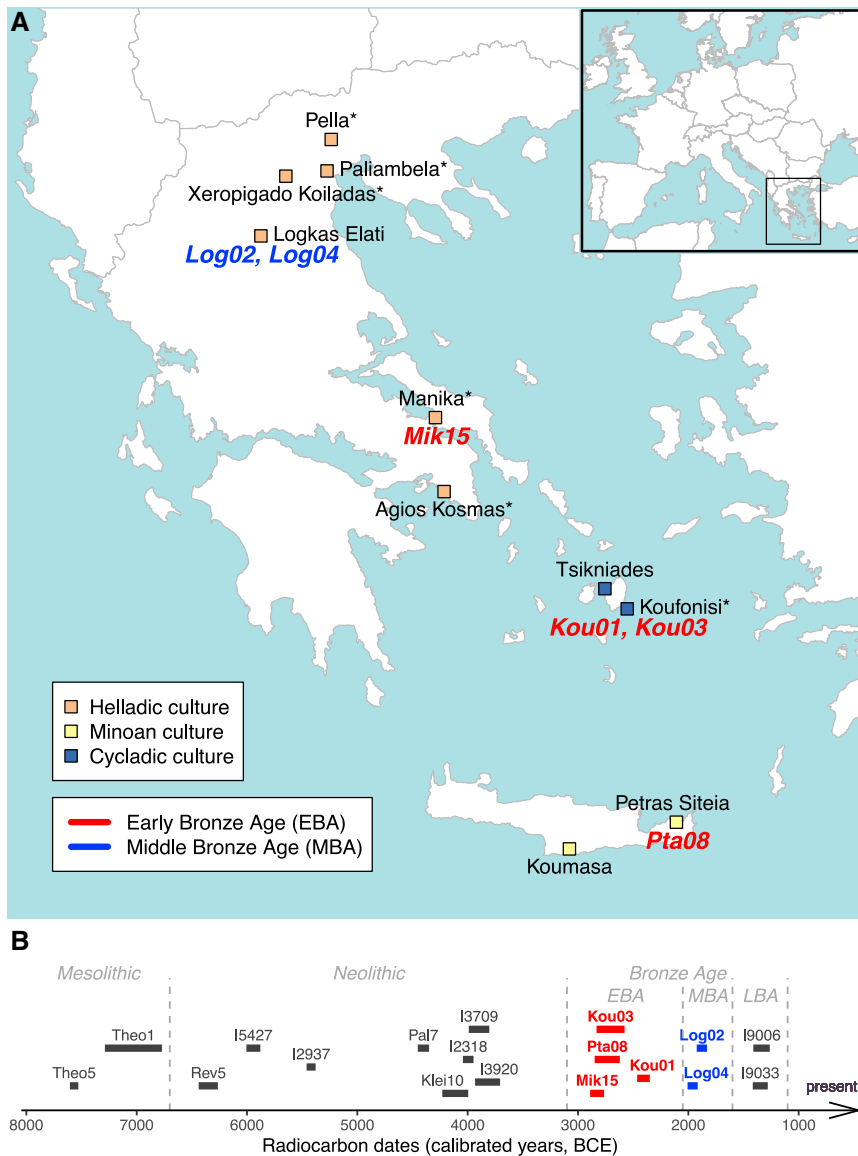 A
Pella*
Paliambela*
Xeropigado Koiladas*
Logkas Elati
Log02, Log04
Manika*
Mik15
Agios Kosmas*
Tsikniades
Koufonisi*
Kou01, Kou03
Helladic culture
Minoan culture
Cycladic culture
Petras Siteia
Early Bronze Age (EBA)
Middle Bronze Age (MBA)
Pta08
Koumasa
B
Mesolithic
Neolithic
Bronze Age
EBA
MBA
LBA
I3709
Kou03
Theo1
I5427
Pal7
Log02
I9006
I2937
I2318
Pta08
Kou01
Theo5
Rev5
Klei10
I3920
Mik15
Log04
I9033
present
8000 7000 6000 5000 4000 3000 2000 1000
Radiocarbon dates (calibrated years, BCE)